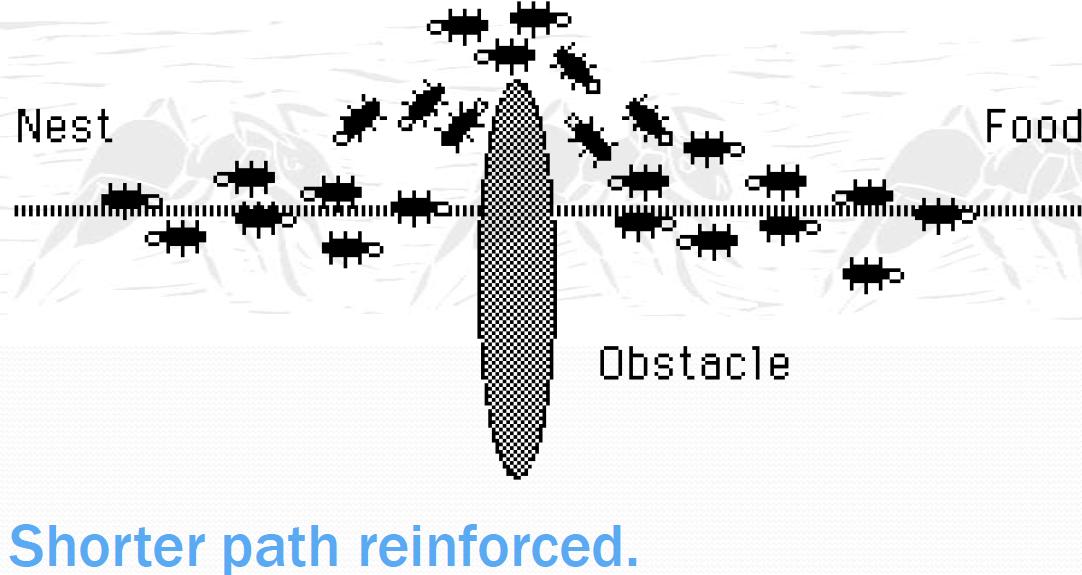 Nest
Food
Obstacle
Shorter path reinforced.